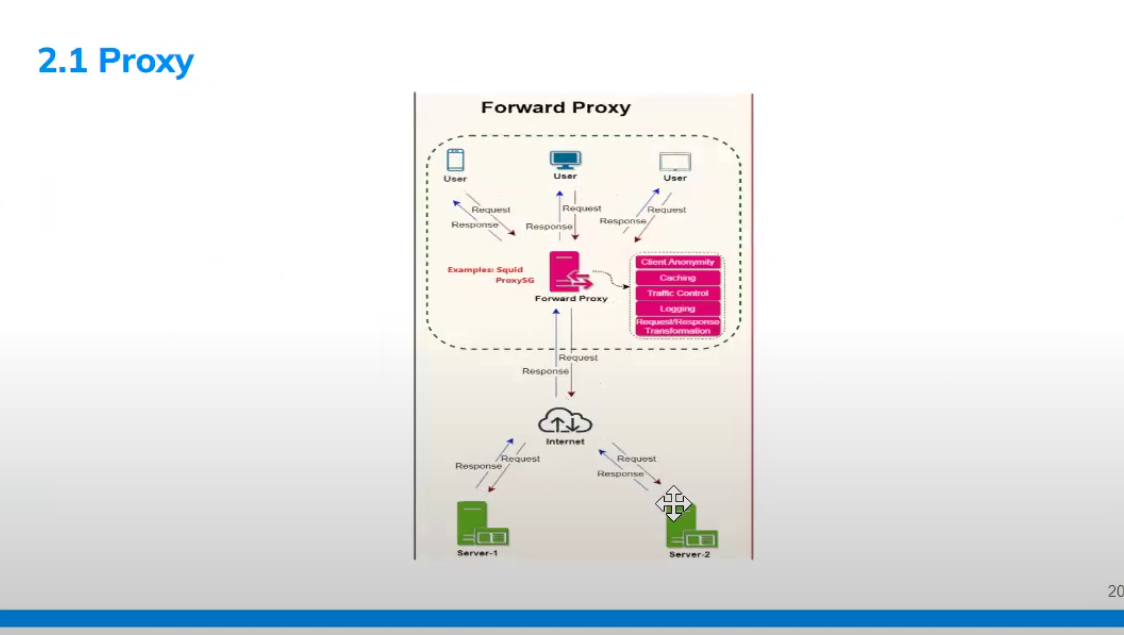 2.1 Proxy
Forward Proxy
User
User
User
Request
Response
Request
Response
Request
Response
Examples: Squid
ProxySG
Forward Proxy
Client Anonymity
Caching
Traffic Control
Logging
Request/Response
Transformation
Request
Response
Internet
Request
Response
Request
Response
Server-1
Server-2
20